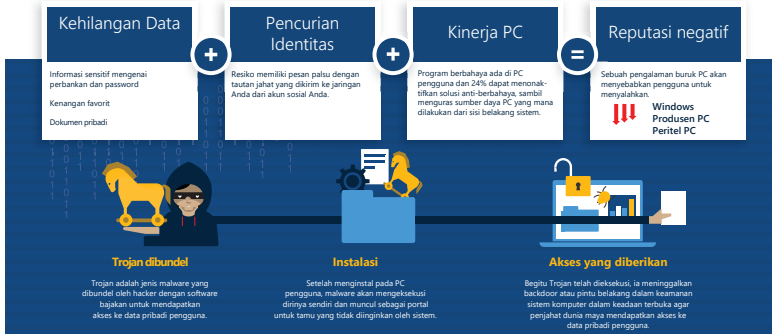 Kehilangan Data
Informasi sensitif mengenai
perbankan dan password
Kenangan favorit
Dokumen pribadi
+
Pencurian
Identitas
Resiko memiliki pesan palsu dengan
tautan jahat yang dikirim ke jaringan
Anda dari akun sosial Anda.
+
Kinerja PC
Program berbahaya ada di PC
pengguna dan 24% dapat menonak-
tifkan solusi anti-berbahaya, sambil
menguras sumber daya PC yang mana
dilakukan dari sisi belakang sistem.
=
Reputasi negatif
Sebuah pengalaman buruk PC akan
menyebabkan pengguna untuk
menyalahkan.
Windows
Produsen PC
Peritel PC
Trojan dibundel
Trojan adalah jenis malware yang
dibundel oleh hacker dengan software
bajakan untuk mendapatkan
akses ke data pribadi pengguna.
Instalasi
Setelah menginstal pada PC
pengguna, malware akan mengeksekusi
dirinya sendiri dan muncul sebagai portal
untuk tamu yang tidak diinginkan oleh sistem.
Akses yang diberikan
Begitu Trojan telah dieksekusi, ia meninggalkan
backdoor atau pintu belakang dalam keamanan
sistem komputer dalam keadaan terbuka agar
penjahat dunia maya mendapatkan akses ke
data pribadi pengguna.